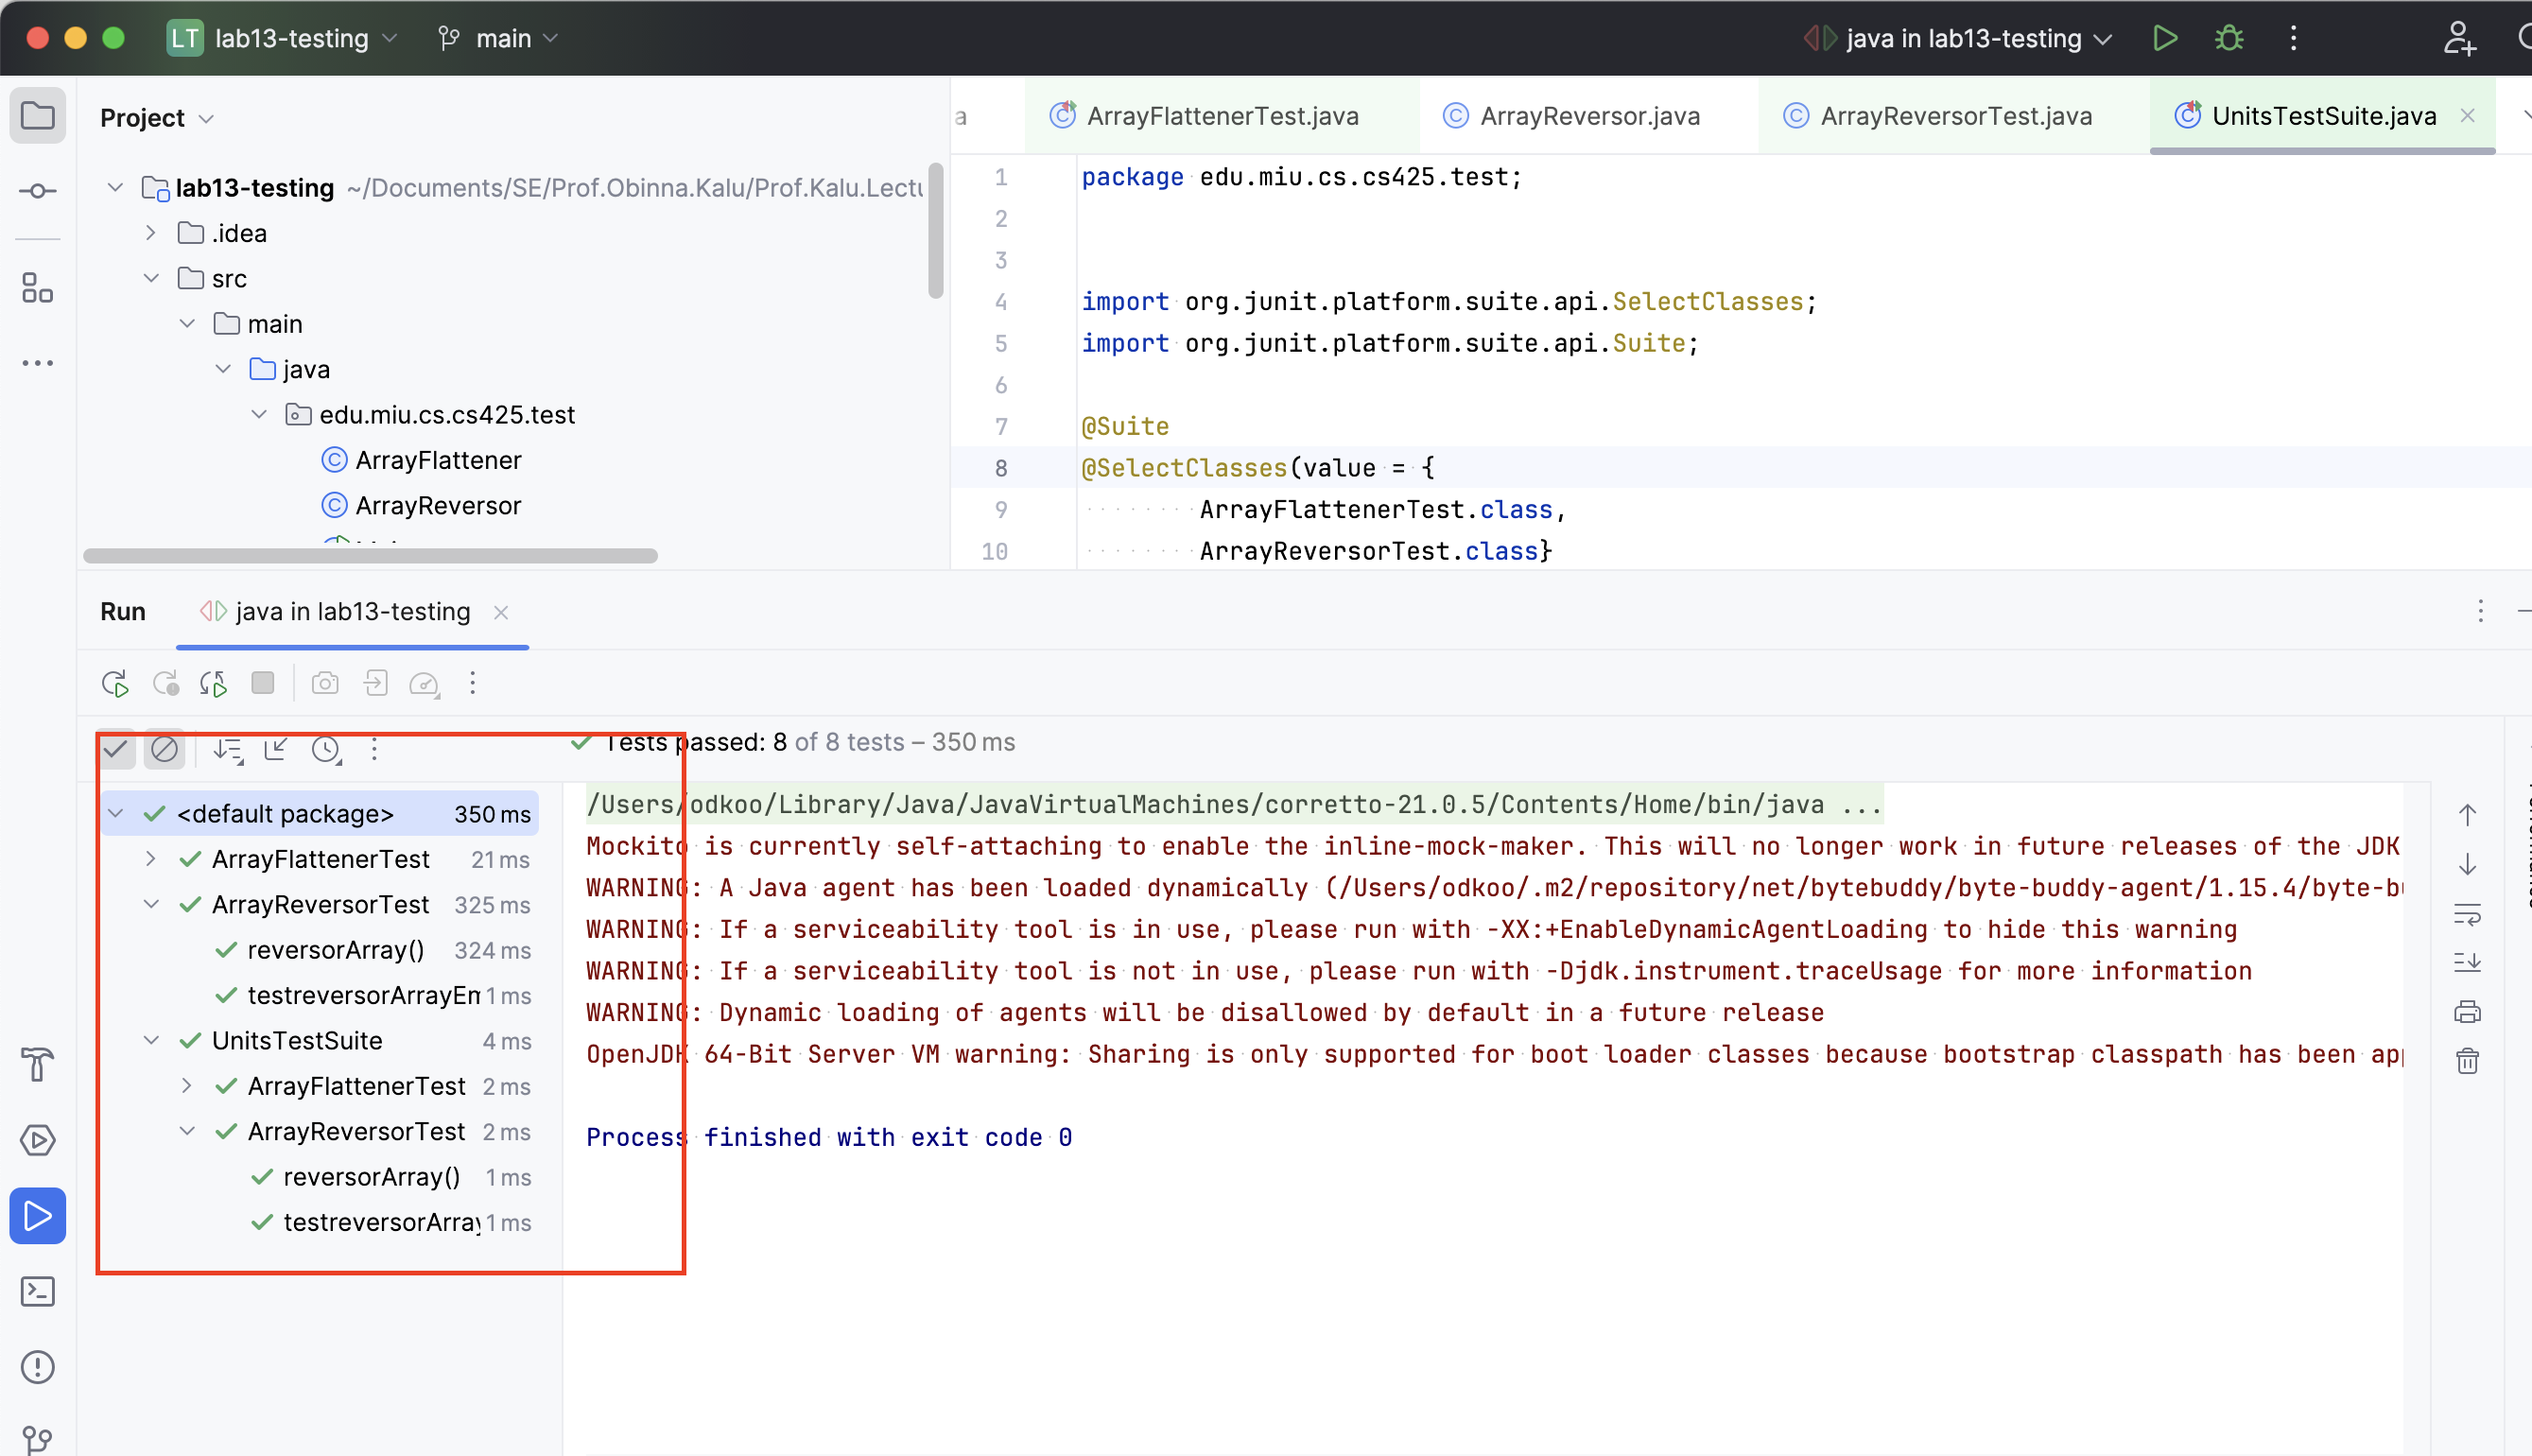 LT lab13-testing main java in lab13-testing
Project
lab13-testing ~/Documents/SE/Prof.Obinna.Kalu/Prof.Kalu.Lectu
.idea
src
main
java
edu.miu.cs.cs425.test
ArrayFlattener
ArrayReversor
a ArrayFlattenerTest.java ArrayReversor.java ArrayReversorTest.java UnitsTestSuite.java
1 package edu.miu.cs.cs425.test;
2
3
4 import org.junit.platform.suite.api.SelectClasses;
5 import org.junit.platform.suite.api.Suite;
6
7 @Suite
8 @SelectClasses(value = {
9 ArrayFlattenerTest.class,
10 ArrayReversorTest.class}
Run java in lab13-testing
Tests passed: 8 of 8 tests – 350 ms
<default package> 350 ms
ArrayFlattenerTest 21 ms
ArrayReversorTest 325 ms
reversorArray() 324 ms
testreversorArrayEm 1 ms
UnitsTestSuite 4 ms
ArrayFlattenerTest 2 ms
ArrayReversorTest 2 ms
reversorArray() 1 ms
testreversorArray 1 ms
/Users/odkoo/Library/Java/JavaVirtualMachines/corretto-21.0.5/Contents/Home/bin/java ...
Mockito is currently self-attaching to enable the inline-mock-maker. This will no longer work in future releases of the JDK
WARNING: A Java agent has been loaded dynamically (/Users/odkoo/.m2/repository/net/bytebuddy/byte-buddy-agent/1.15.4/byte-bu
WARNING: If a serviceability tool is in use, please run with -XX:+EnableDynamicAgentLoading to hide this warning
WARNING: If a serviceability tool is not in use, please run with -Djdk.instrument.traceUsage for more information
WARNING: Dynamic loading of agents will be disallowed by default in a future release
OpenJDK 64-Bit Server VM warning: Sharing is only supported for boot loader classes because bootstrap classpath has been app
Process finished with exit code 0